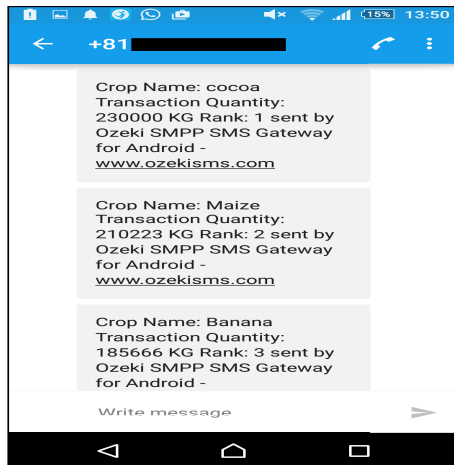 15% 13:50
+81
Crop Name: cocoa
Transaction Quantity:
230000 KG Rank: 1 sent by
Ozeki SMPP SMS Gateway
for Android -
www.ozekisms.com
Crop Name: Maize
Transaction Quantity:
210223 KG Rank: 2 sent by
Ozeki SMPP SMS Gateway
for Android -
www.ozekisms.com
Crop Name: Banana
Transaction Quantity:
185666 KG Rank: 3 sent by
Ozeki SMPP SMS Gateway
for Android -
Write message